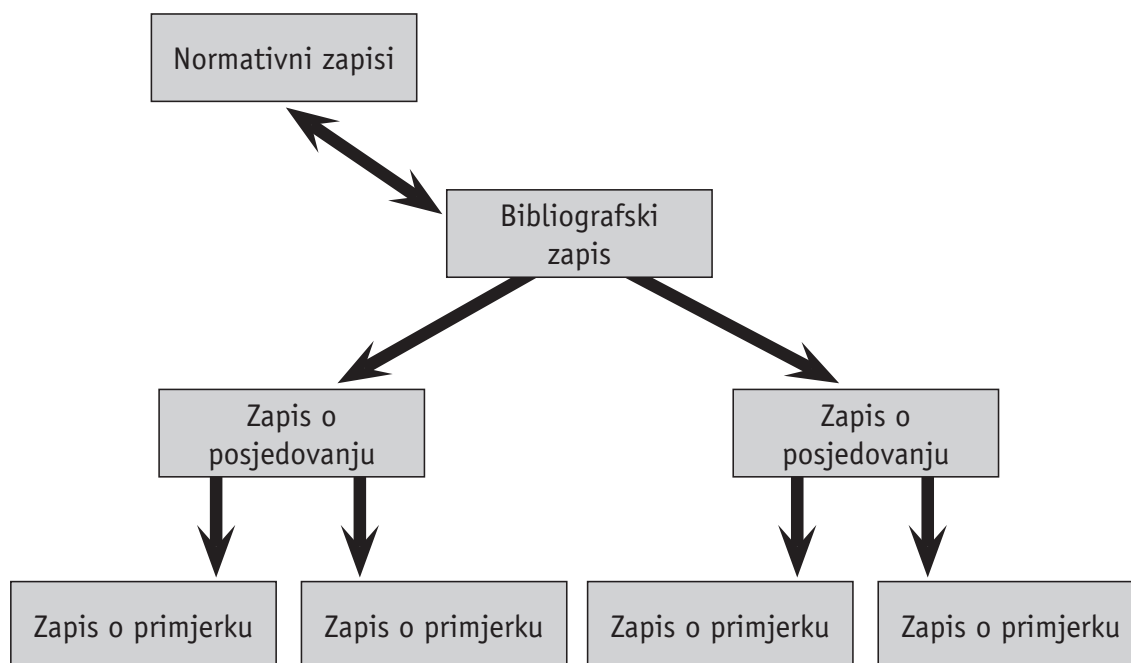 Normativni zapisi
Bibliografski
zapis
Zapis o
posjedovanju
Zapis o
posjedovanju
Zapis o primjerku
Zapis o primjerku
Zapis o primjerku
Zapis o primjerku